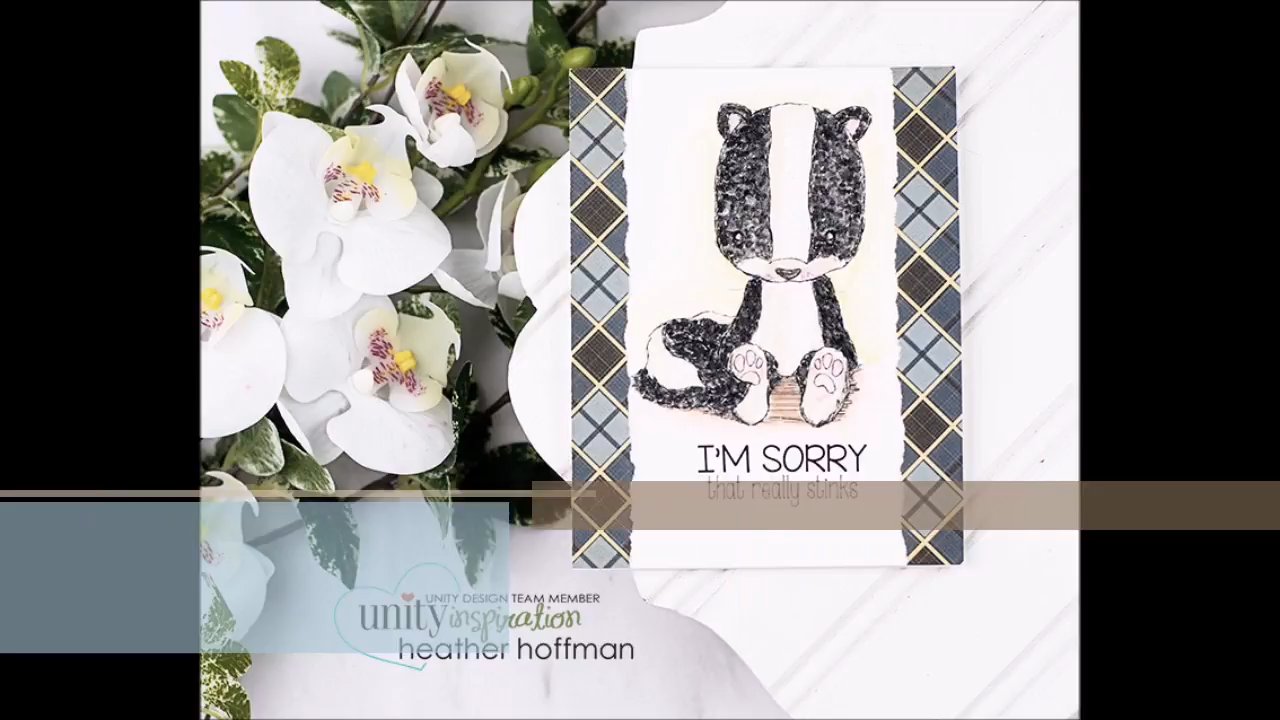 I'M SORRY
that really stinks
UNITY DESIGN TEAM MEMBER
unity inspiration
heather hoffman